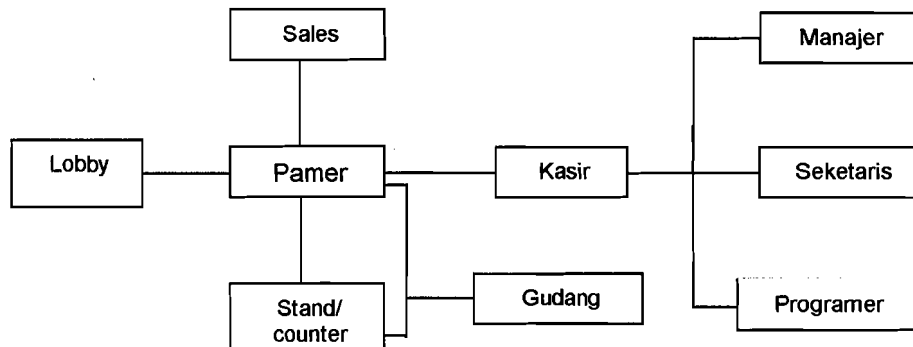 Sales
Manajer
Lobby
Pamer
Kasir
Seketaris
Stand/
counter
Gudang
Programer